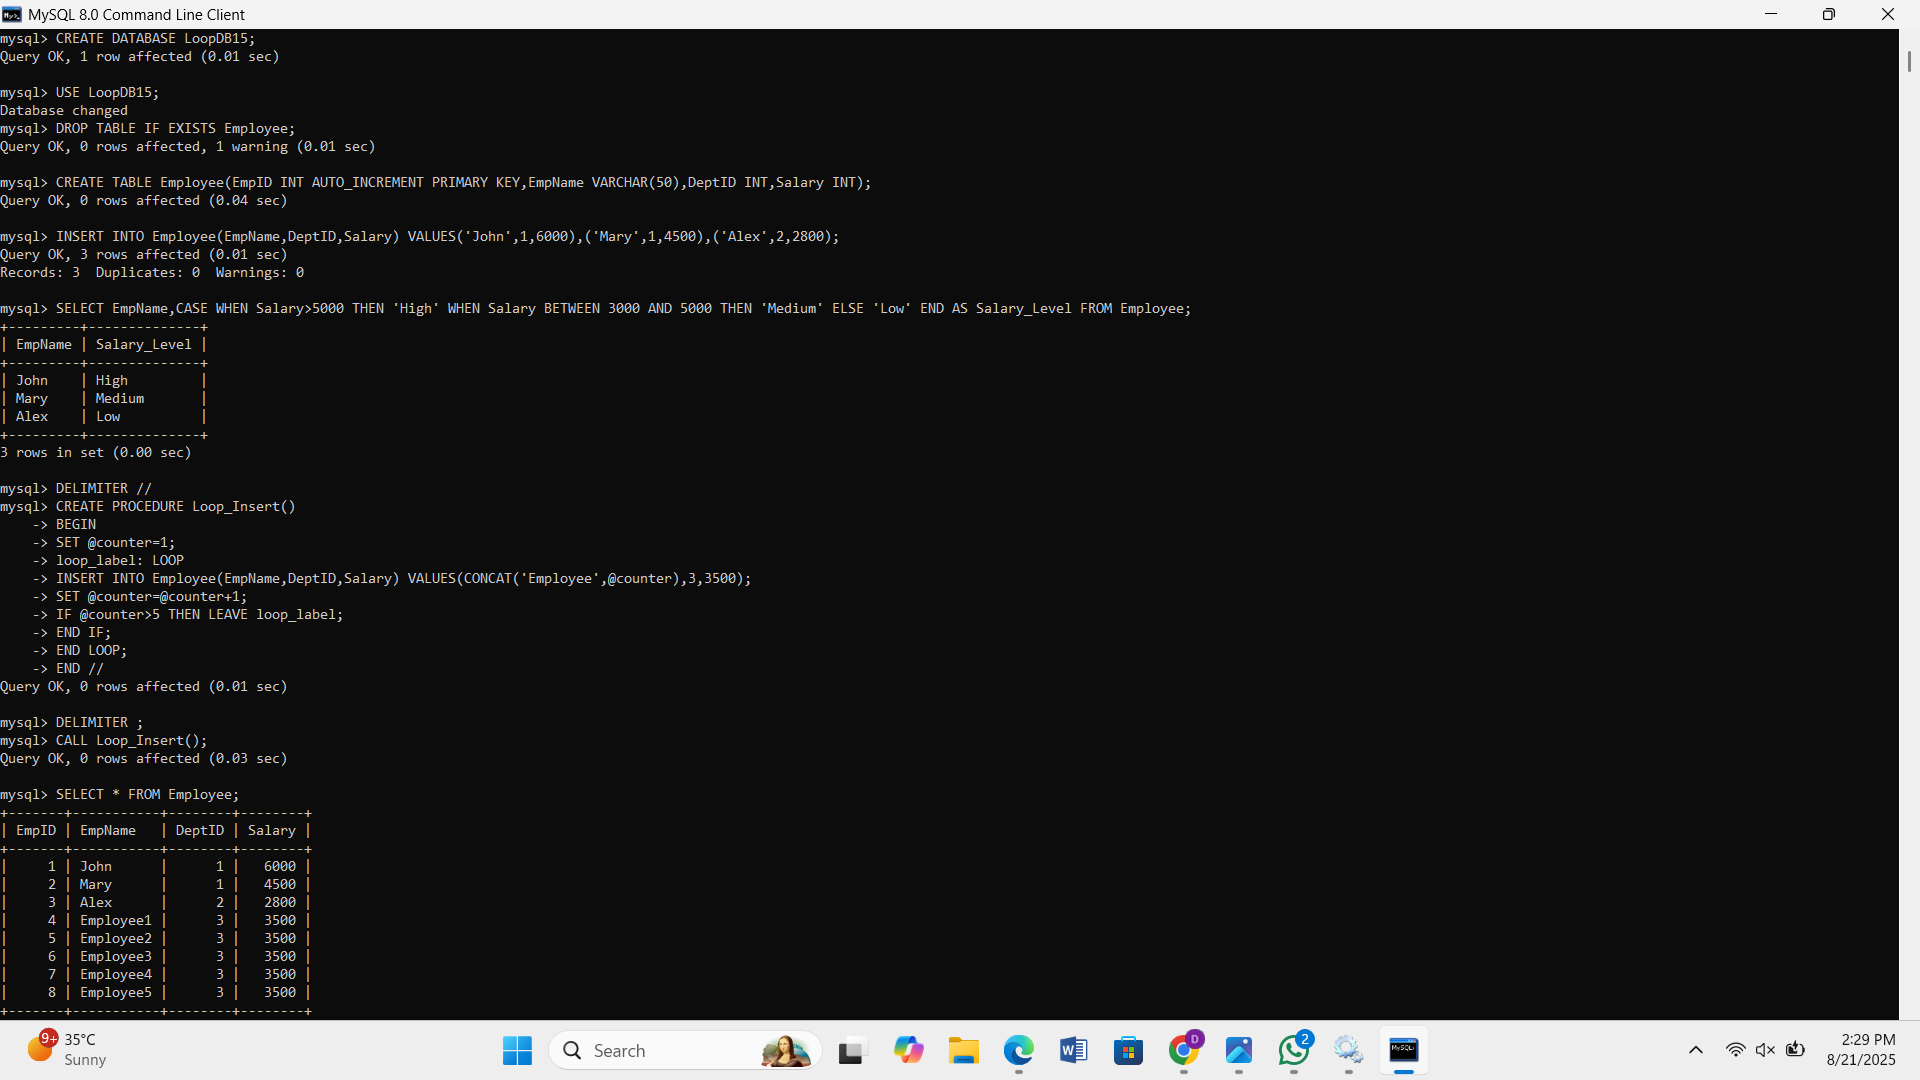 MySQL 8.0 Command Line Client
mysql> CREATE DATABASE LoopDB15;
Query OK, 1 row affected (0.01 sec)
mysql> USE LoopDB15;
Database changed
mysql> DROP TABLE IF EXISTS Employee;
Query OK, 0 rows affected, 1 warning (0.01 sec)
mysql> CREATE TABLE Employee(EmpID INT AUTO_INCREMENT PRIMARY KEY,EmpName VARCHAR(50),DeptID INT,Salary INT);
Query OK, 0 rows affected (0.04 sec)
mysql> INSERT INTO Employee(EmpName,DeptID,Salary) VALUES('John',1,6000),('Mary',1,4500),('Alex',2,2800);
Query OK, 3 rows affected (0.01 sec)
Records: 3  Duplicates: 0  Warnings: 0
mysql> SELECT EmpName,CASE WHEN Salary>5000 THEN 'High' WHEN Salary BETWEEN 3000 AND 5000 THEN 'Medium' ELSE 'Low' END AS Salary_Level FROM Employee;
+---------+--------------+
| EmpName | Salary_Level |
+---------+--------------+
| John    | High         |
| Mary    | Medium       |
| Alex    | Low          |
+---------+--------------+
3 rows in set (0.00 sec)
mysql> DELIMITER //
mysql> CREATE PROCEDURE Loop_Insert()
    -> BEGIN
    -> SET @counter=1;
    -> loop_label: LOOP
    -> INSERT INTO Employee(EmpName,DeptID,Salary) VALUES(CONCAT('Employee',@counter),3,3500);
    -> SET @counter=@counter+1;
    -> IF @counter>5 THEN LEAVE loop_label;
    -> END IF;
    -> END LOOP;
    -> END //
Query OK, 0 rows affected (0.01 sec)
mysql> DELIMITER ;
mysql> CALL Loop_Insert();
Query OK, 0 rows affected (0.03 sec)
mysql> SELECT * FROM Employee;
+-------+-----------+--------+--------+
| EmpID | EmpName   | DeptID | Salary |
+-------+-----------+--------+--------+
|     1 | John      |      1 |   6000 |
|     2 | Mary      |      1 |   4500 |
|     3 | Alex      |      2 |   2800 |
|     4 | Employee1 |      3 |   3500 |
|     5 | Employee2 |      3 |   3500 |
|     6 | Employee3 |      3 |   3500 |
|     7 | Employee4 |      3 |   3500 |
|     8 | Employee5 |      3 |   3500 |
+-------+-----------+--------+--------+
9+ 35°C
Sunny
Search
D
2
MySQL
2:29 PM
8/21/2025